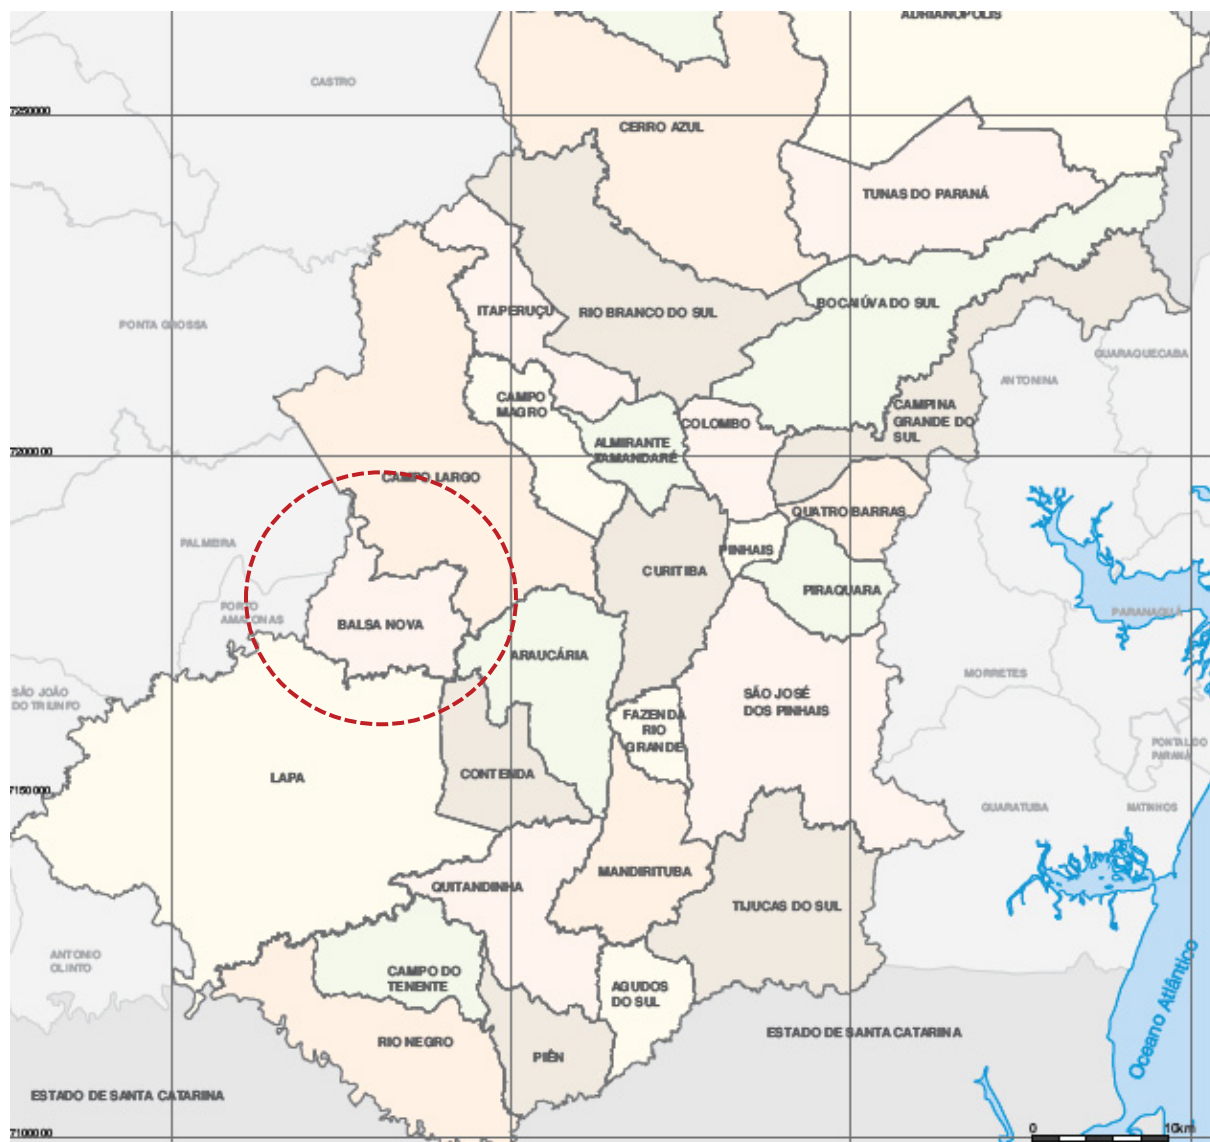 ADRIANÓPOLIS
CASTRO
7250000
CERRO AZUL
TUNAS DO PARANÁ
BOCAIÚVA DO SUL
ITAPERUÇU
RIO BRANCO DO SUL
PONTA GROSSA
GUARAQUEÇABA
ANTONINA
CAMPO
MAGRO
CAMPINA
GRANDE DO
SUL
COLOMBO
ALMIRANTE
TAMANDARÉ
7200000
CAMPO LARGO
QUATRO BARRAS
PALMEIRA
PINHAIS
CURITIBA
PIRAQUARA
PORTO
AMAZONAS
PARANAGUÁ
BALSA NOVA
ARAUCÁRIA
MORRETES
SÃO JOÃO
DO TRIUNFO
SÃO JOSÉ
DOS PINHAIS
FAZENDA
RIO
GRANDE
PONTAL DO
PARANÁ
LAPA
CONTENDA
7150000
GUARATUBA
MATINHOS
MANDIRITUBA
QUITANDINHA
TIJUCAS DO SUL
ANTONIO
OLINTO
CAMPO DO
TENENTE
AGUDOS
DO SUL
Oceano Atlântico
ESTADO DE SANTA CATARIINA
RIO NEGRO
PIÊN
ESTADO DE SANTA CATARIINA
7100000
0 10km